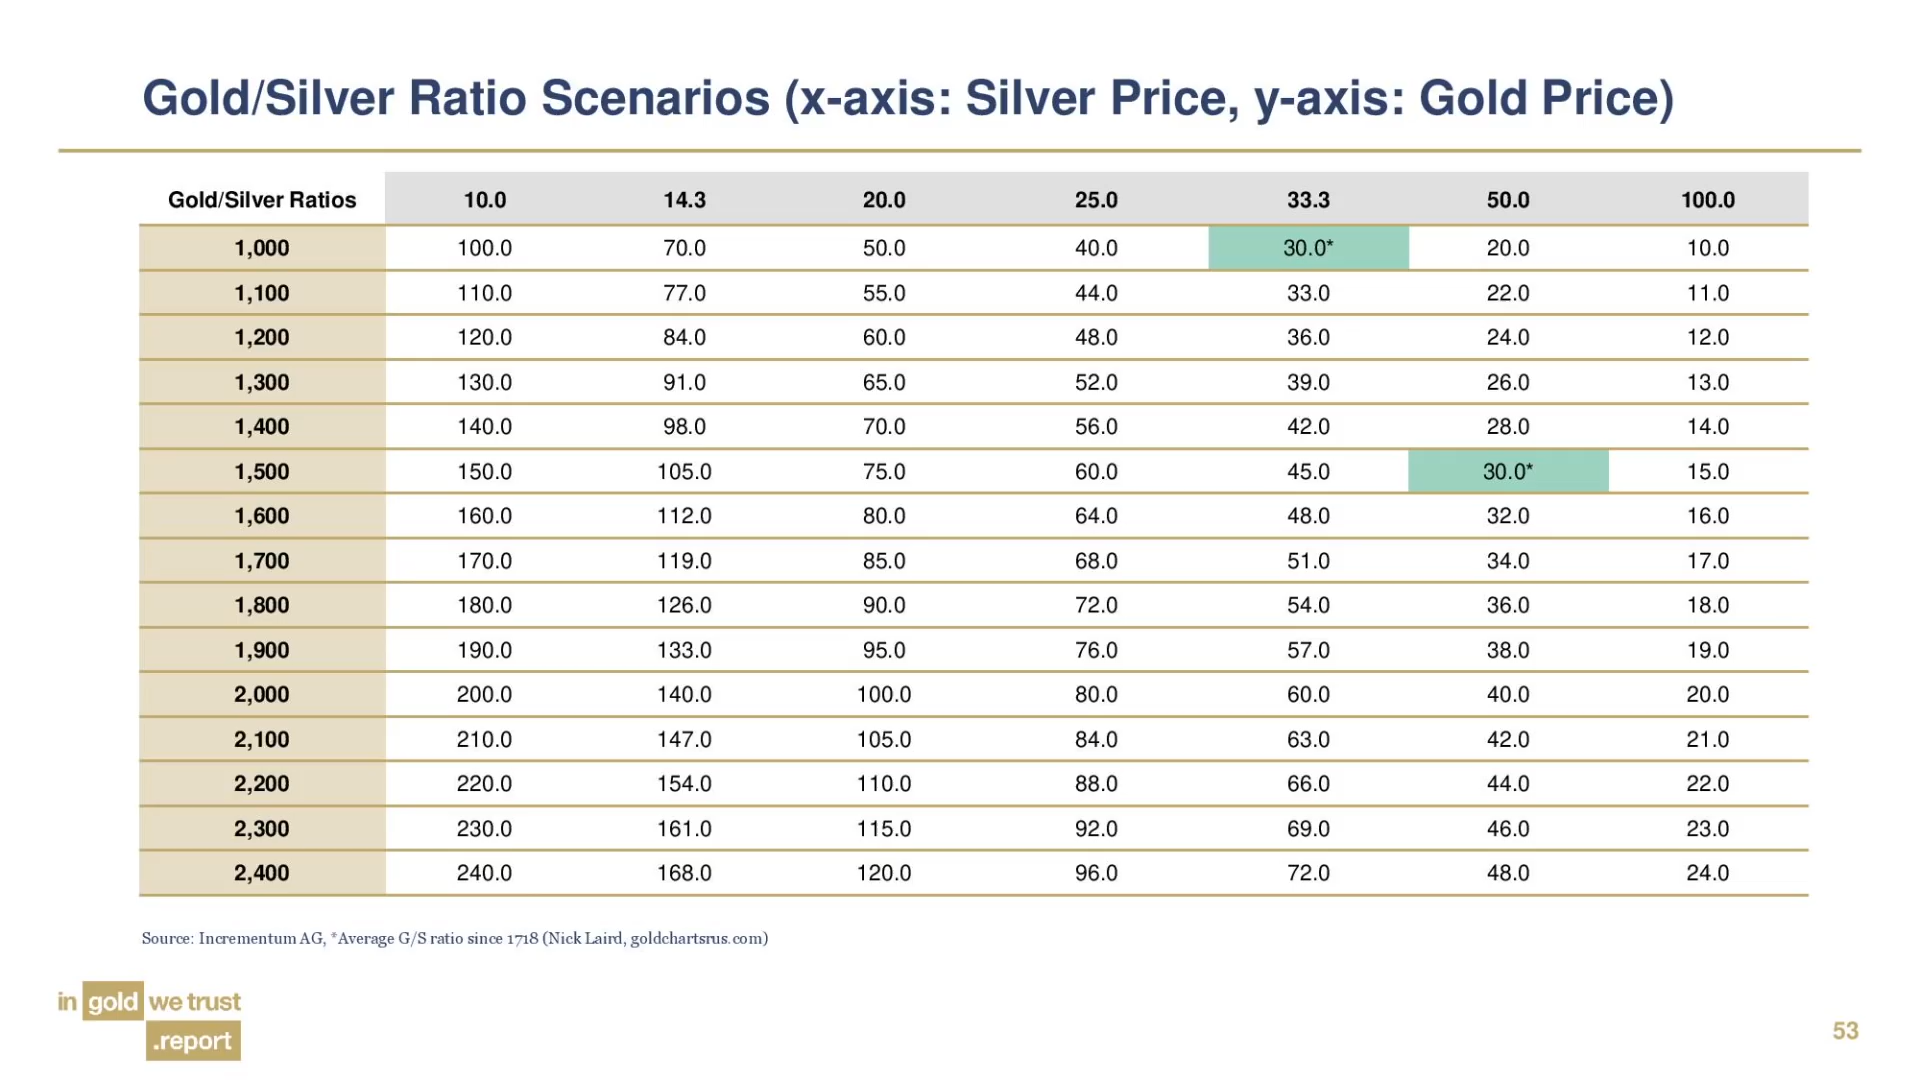 Gold/Silver Ratio Scenarios (x-axis: Silver Price, y-axis: Gold Price)
Gold/Silver Ratios 10.0 14.3 20.0 25.0 33.3 50.0 100.0
1,000 100.0 70.0 50.0 40.0 30.0* 20.0 10.0
1,100 110.0 77.0 55.0 44.0 33.0 22.0 11.0
1,200 120.0 84.0 60.0 48.0 36.0 24.0 12.0
1,300 130.0 91.0 65.0 52.0 39.0 26.0 13.0
1,400 140.0 98.0 70.0 56.0 42.0 28.0 14.0
1,500 150.0 105.0 75.0 60.0 45.0 30.0* 15.0
1,600 160.0 112.0 80.0 64.0 48.0 32.0 16.0
1,700 170.0 119.0 85.0 68.0 51.0 34.0 17.0
1,800 180.0 126.0 90.0 72.0 54.0 36.0 18.0
1,900 190.0 133.0 95.0 76.0 57.0 38.0 19.0
2,000 200.0 140.0 100.0 80.0 60.0 40.0 20.0
2,100 210.0 147.0 105.0 84.0 63.0 42.0 21.0
2,200 220.0 154.0 110.0 88.0 66.0 44.0 22.0
2,300 230.0 161.0 115.0 92.0 69.0 46.0 23.0
2,400 240.0 168.0 120.0 96.0 72.0 48.0 24.0
Source: Incrementum AG, *Average G/S ratio since 1718 (Nick Laird, goldchartsrus.com)
in gold we trust
.report
53